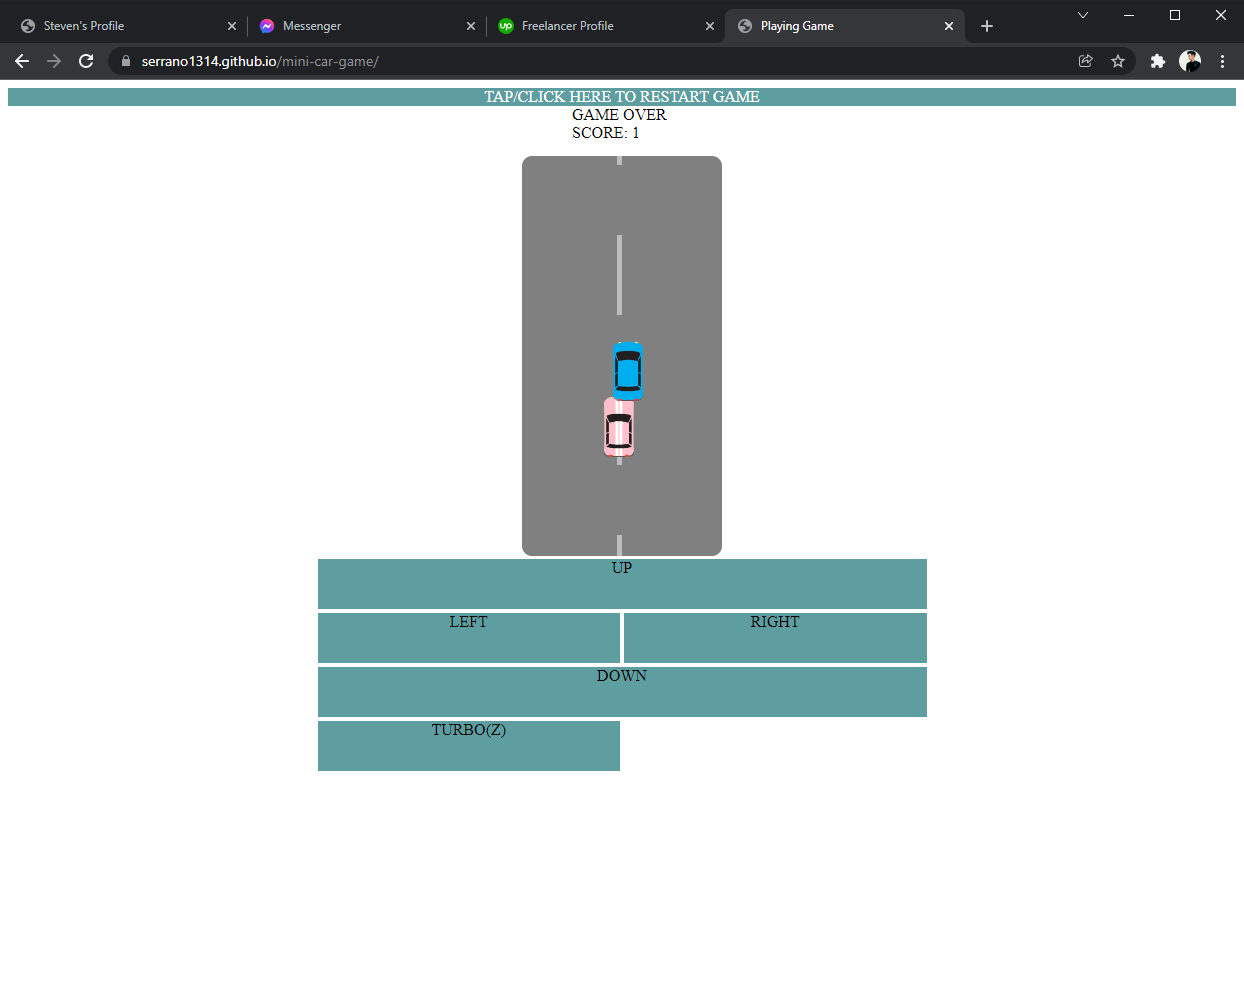 Steven's Profile
Messenger
up Freelancer Profile
Playing Game
serrano1314.github.io/mini-car-game/
TAP/CLICK HERE TO RESTART GAME
GAME OVER
SCORE: 1
UP
LEFT RIGHT
DOWN
TURBO(Z)